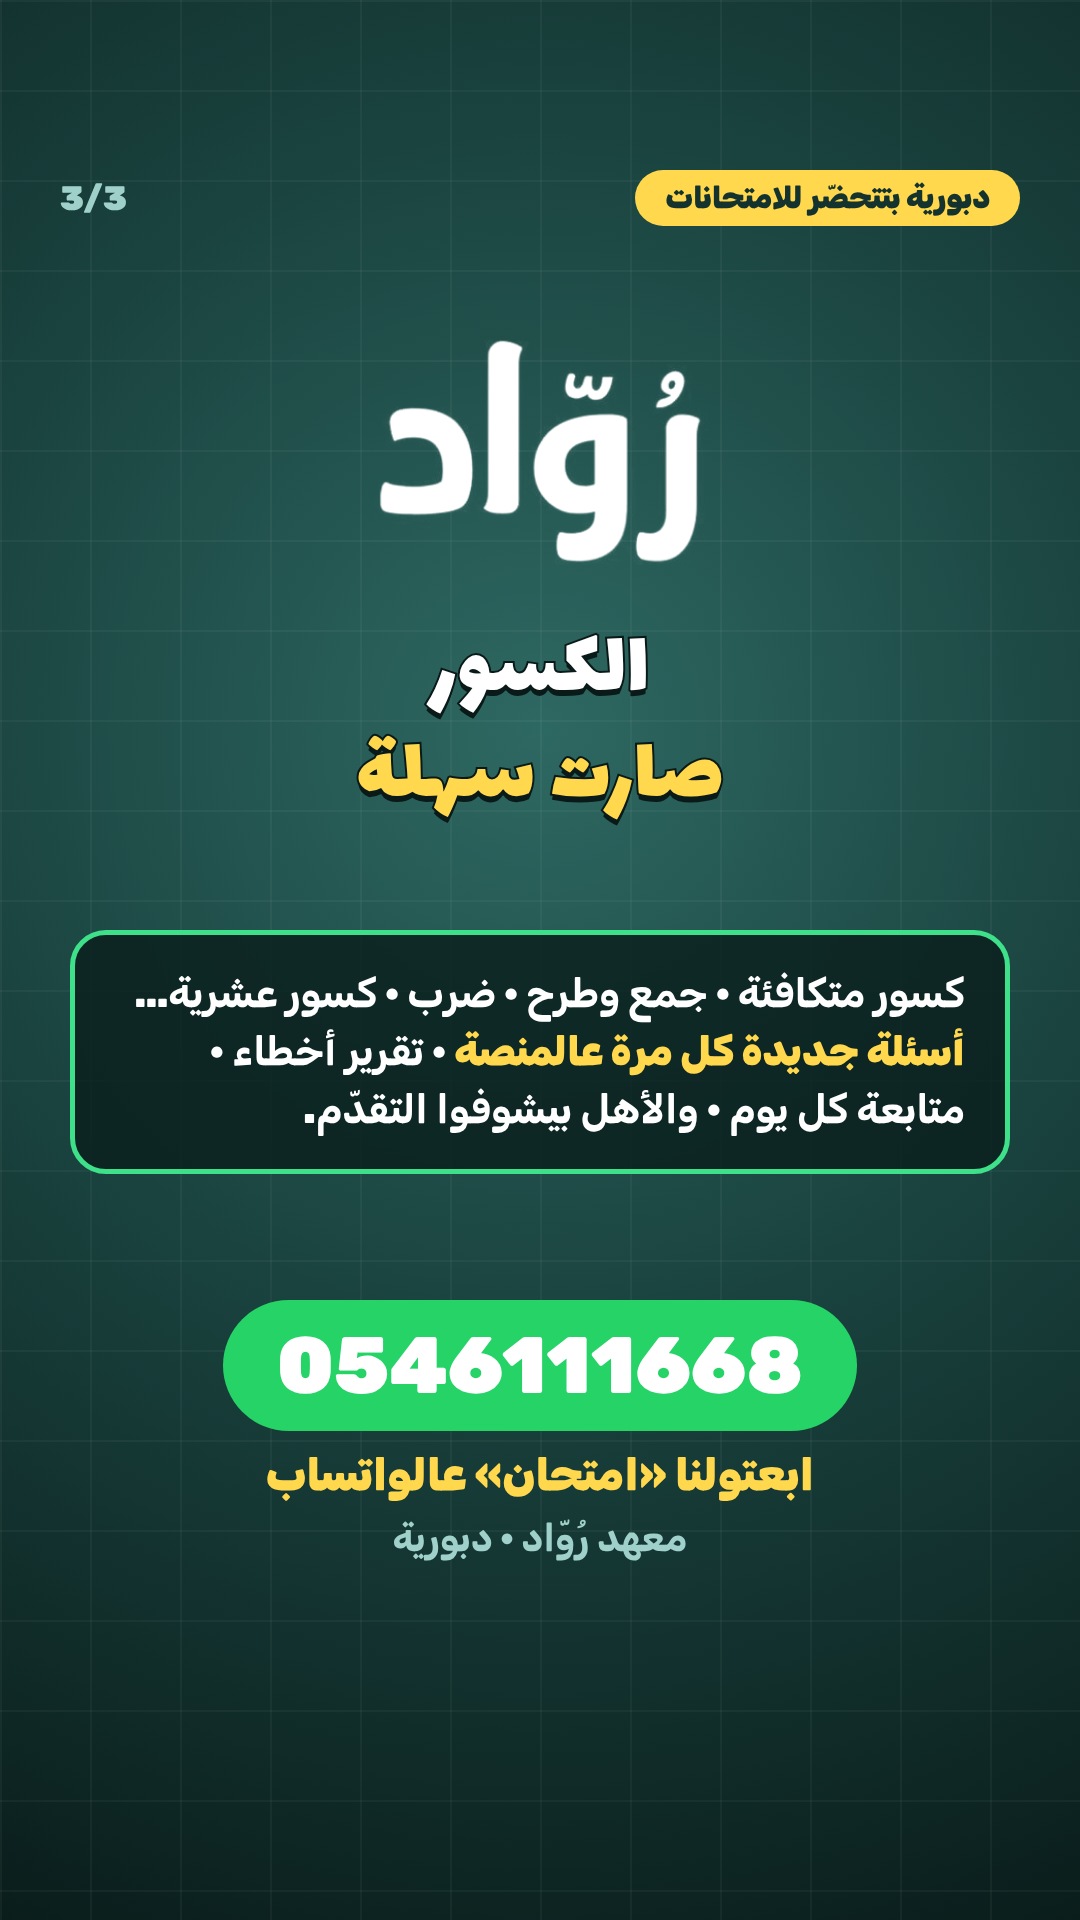 دبورية بتتحضّر للامتحانات
3/3
رُوّاد
الكسور
صارت سهلة
كسور متكافئة • جمع وطرح • ضرب • كسور عشرية...
أسئلة جديدة كل مرة عالمنصة • تقرير أخطاء •
متابعة كل يوم • والأهل بيشوفوا التقدّم.
0546111668
ابعتولنا «امتحان» عالواتساب
معهد رُوّاد • دبورية